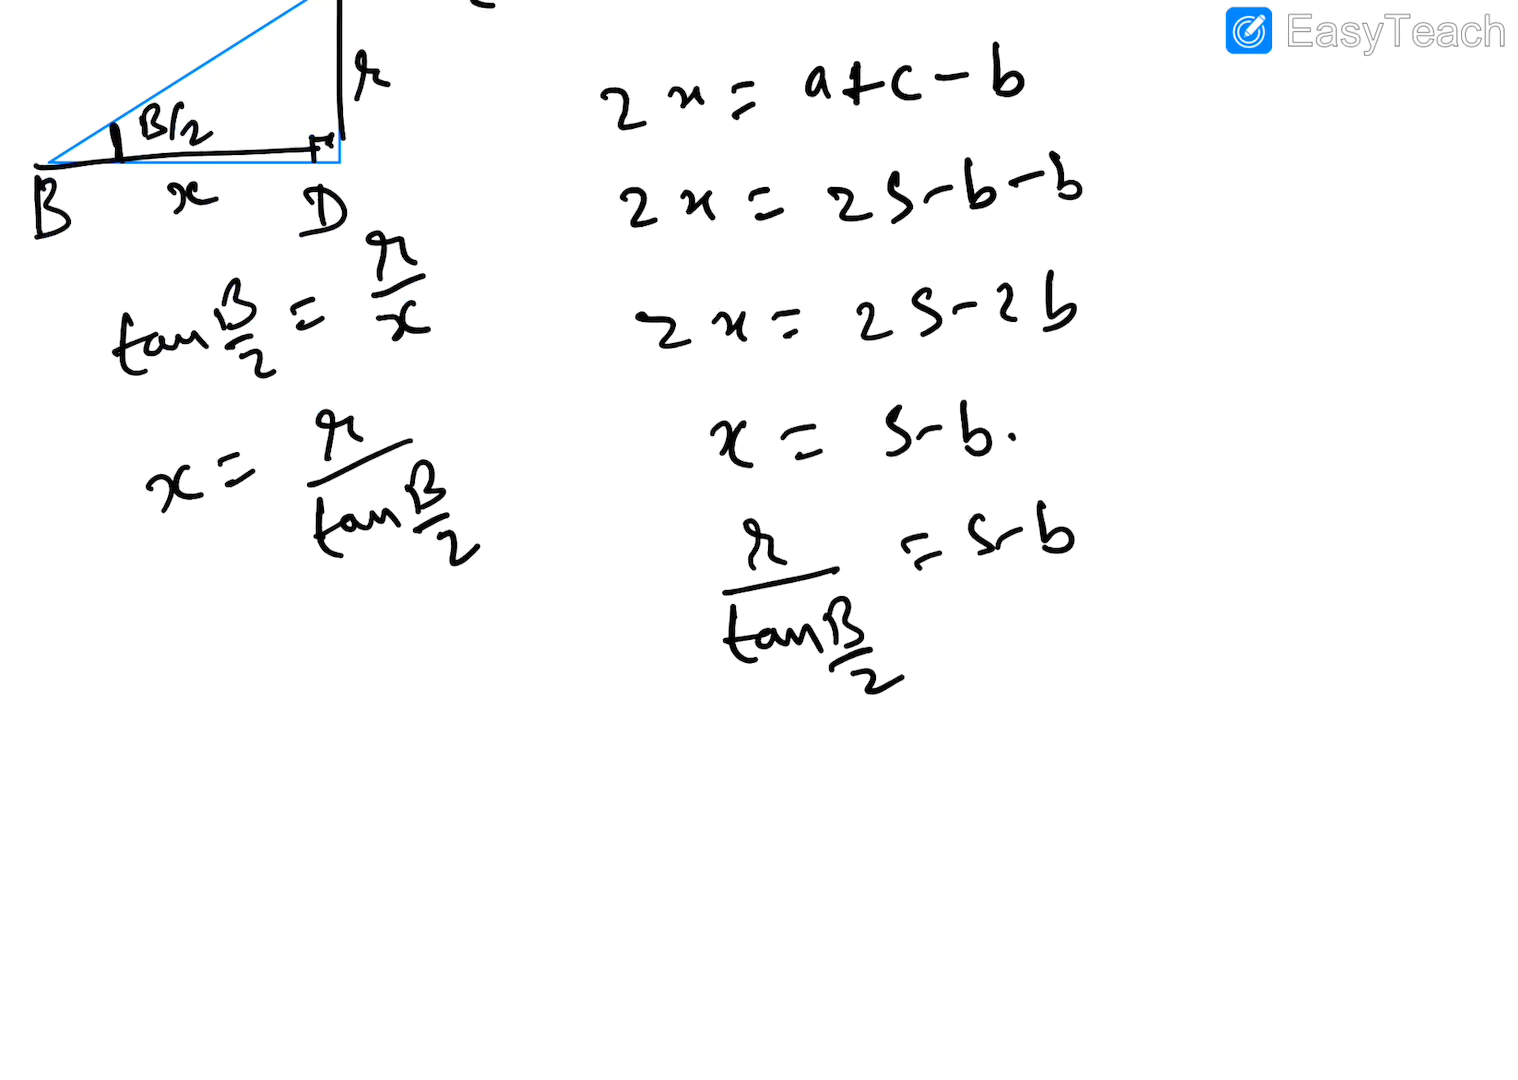 EasyTeach
r
B/2
B x D
tan B/2 = r/x
x = r/tan B/2
2x = a+c-b
2x = 2s-b-b
2x = 2s-2b
x = s-b.
r/tan B/2 = s-b